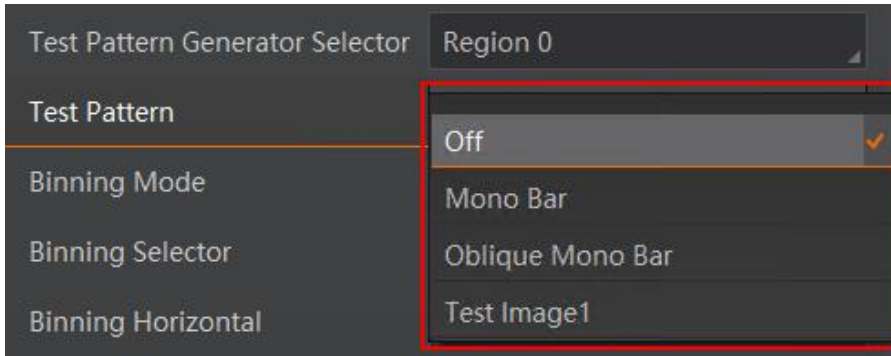 Test Pattern Generator Selector Region 0
Test Pattern
Off
Binning Mode
Mono Bar
Binning Selector
Oblique Mono Bar
Binning Horizontal
Test Image1